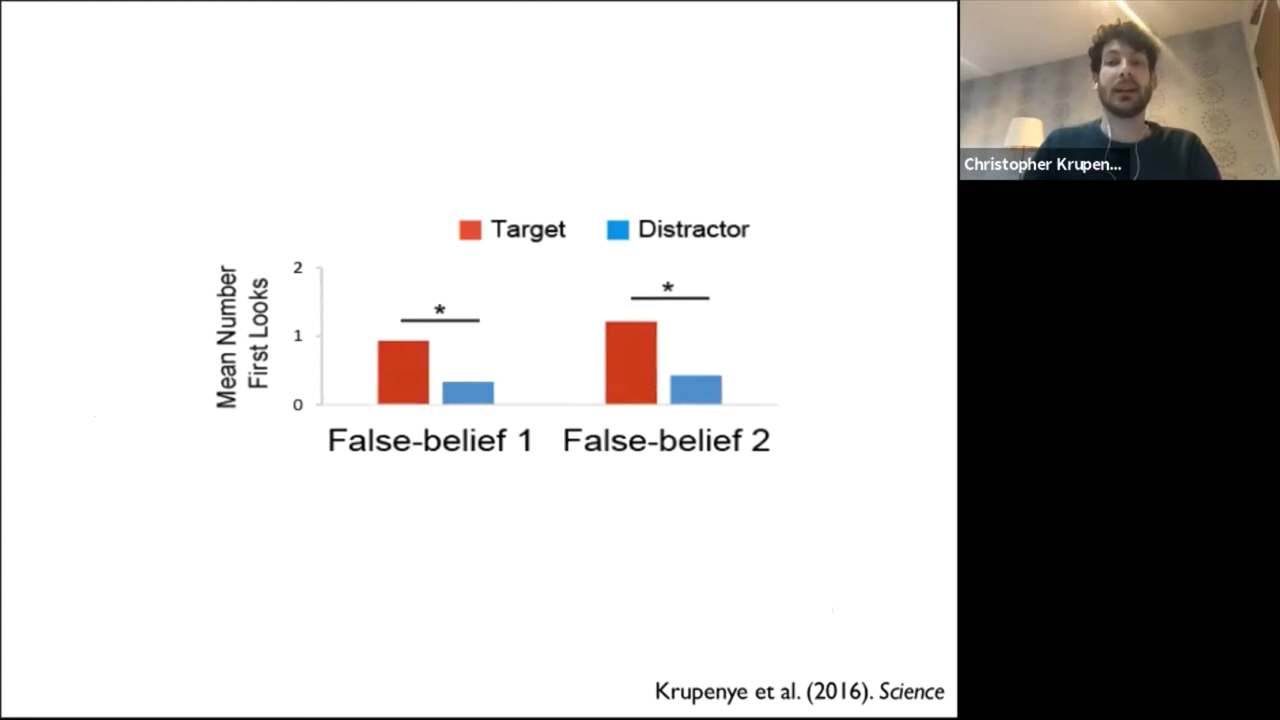 Christopher Krupen...
Target
Distractor
Mean Number
First Looks
2
1
0
*
*
False-belief 1
False-belief 2
Krupenye et al. (2016). Science